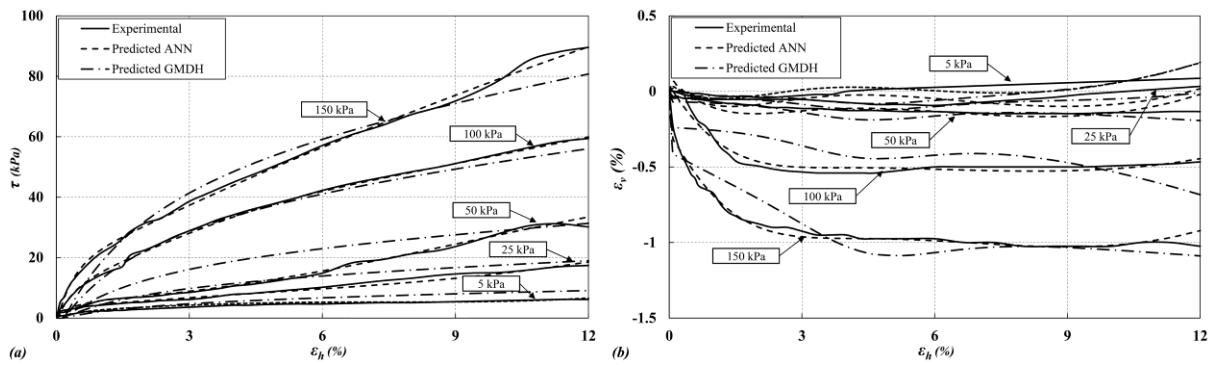 100
80
60
40
20
0
τ (kPa)
Experimental
Predicted ANN
Predicted GMDH
150 kPa
100 kPa
50 kPa
25 kPa
5 kPa
0 3 6 9 12
(a) εh (%)
0.5
0
-0.5
-1
-1.5
εv (%)
Experimental
Predicted ANN
Predicted GMDH
5 kPa
50 kPa
25 kPa
100 kPa
150 kPa
0 3 6 9 12
(b) εh (%)